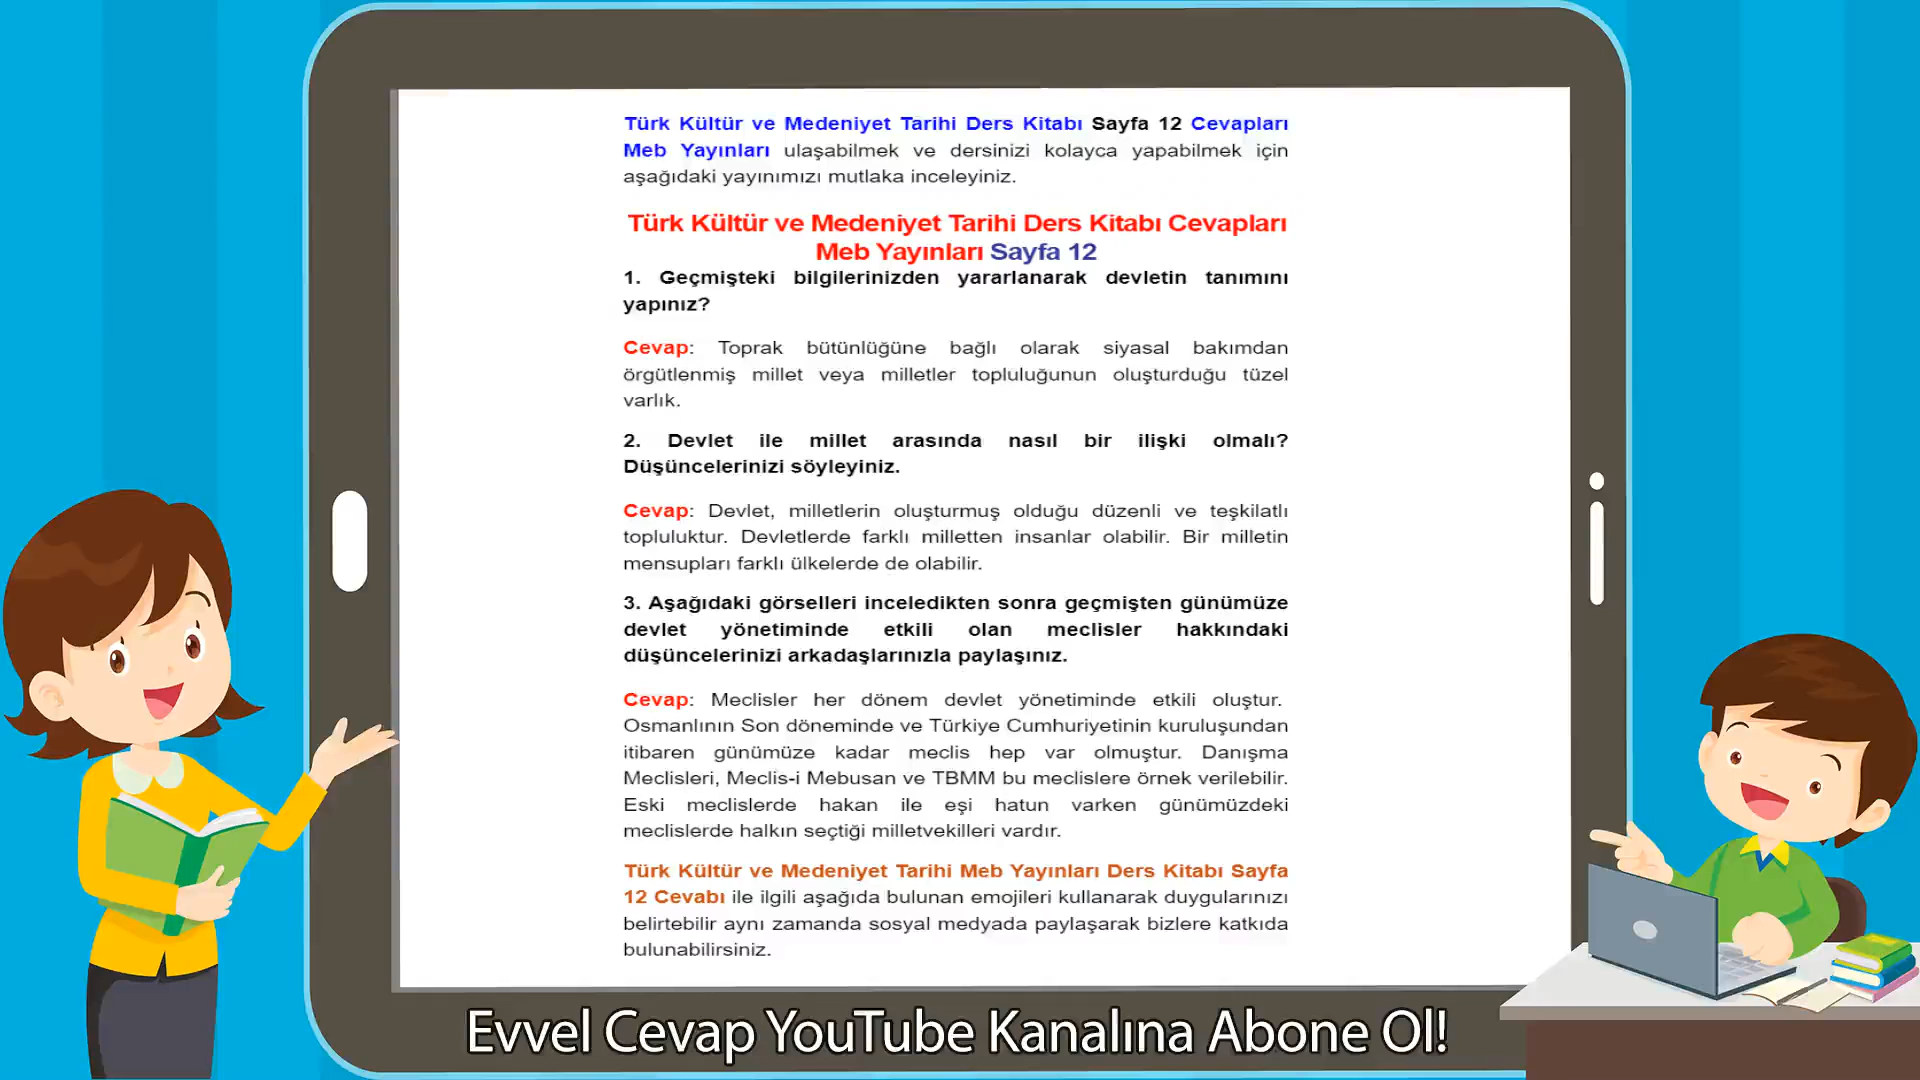 Türk Kültür ve Medeniyet Tarihi Ders Kitabı Sayfa 12 Cevapları
Meb Yayınları ulaşabilmek ve dersinizi kolayca yapabilmek için
aşağıdaki yayınımızı mutlaka inceleyiniz.
Türk Kültür ve Medeniyet Tarihi Ders Kitabı Cevapları
Meb Yayınları Sayfa 12
1. Geçmişteki bilgilerinizden yararlanarak devletin tanımını
yapınız?
Cevap: Toprak bütünlüğüne bağlı olarak siyasal bakımdan
örgütlenmiş millet veya milletler topluluğunun oluşturduğu tüzel
varlık.
2. Devlet ile millet arasında nasıl bir ilişki olmalı?
Düşüncelerinizi söyleyiniz.
Cevap: Devlet, milletlerin oluşturmuş olduğu düzenli ve teşkilatlı
topluluktur. Devletlerde farklı milletten insanlar olabilir. Bir milletin
mensupları farklı ülkelerde de olabilir.
3. Aşağıdaki görselleri inceledikten sonra geçmişten günümüze
devlet yönetiminde etkili olan meclisler hakkındaki
düşüncelerinizi arkadaşlarınızla paylaşınız.
Cevap: Meclisler her dönem devlet yönetiminde etkili oluştur.
Osmanlının Son döneminde ve Türkiye Cumhuriyetinin kuruluşundan
itibaren günümüze kadar meclis hep var olmuştur. Danışma
Meclisleri, Meclis-i Mebusan ve TBMM bu meclislere örnek verilebilir.
Eski meclislerde hakan ile eşi hatun varken günümüzdeki
meclislerde halkın seçtiği milletvekilleri vardır.
Türk Kültür ve Medeniyet Tarihi Meb Yayınları Ders Kitabı Sayfa
12 Cevabı ile ilgili aşağıda bulunan emojileri kullanarak duygularınızı
belirtebilir aynı zamanda sosyal medyada paylaşarak bizlere katkıda
bulunabilirsiniz.
Evvel Cevap YouTube Kanalına Abone Ol!